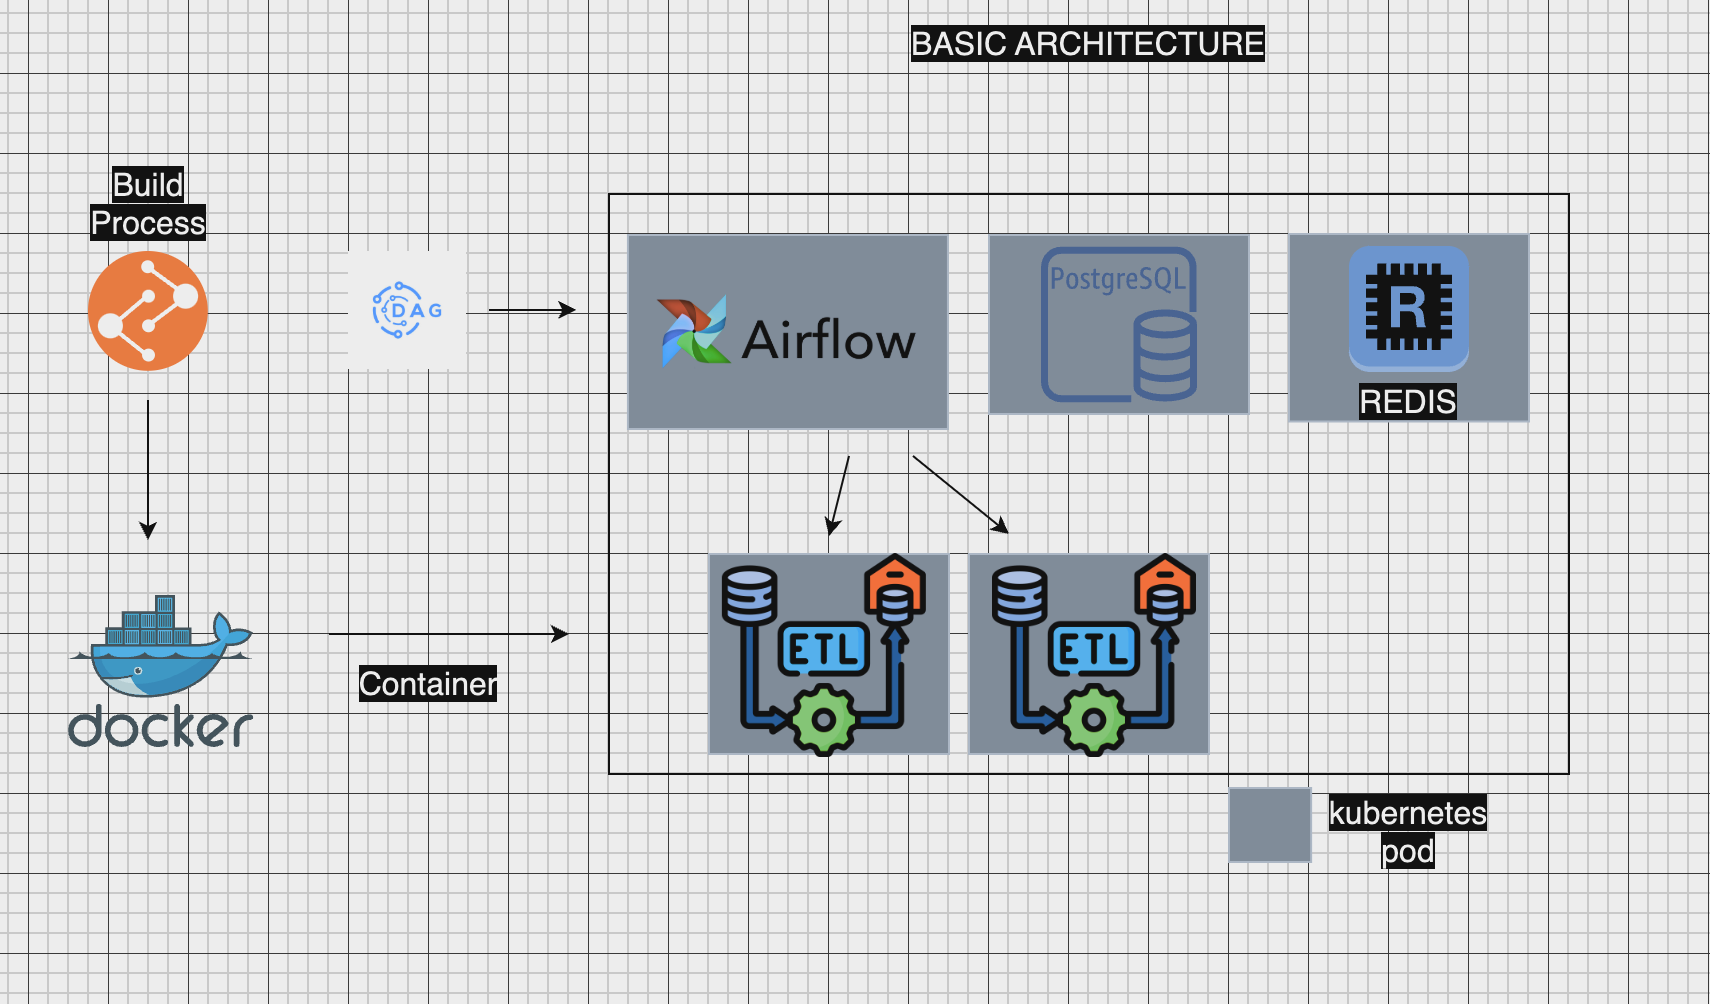 BASIC ARCHITECTURE
Build
Process
DAG
Airflow
PostgreSQL
R
REDIS
docker
Container
ETL
ETL
kubernetes
pod